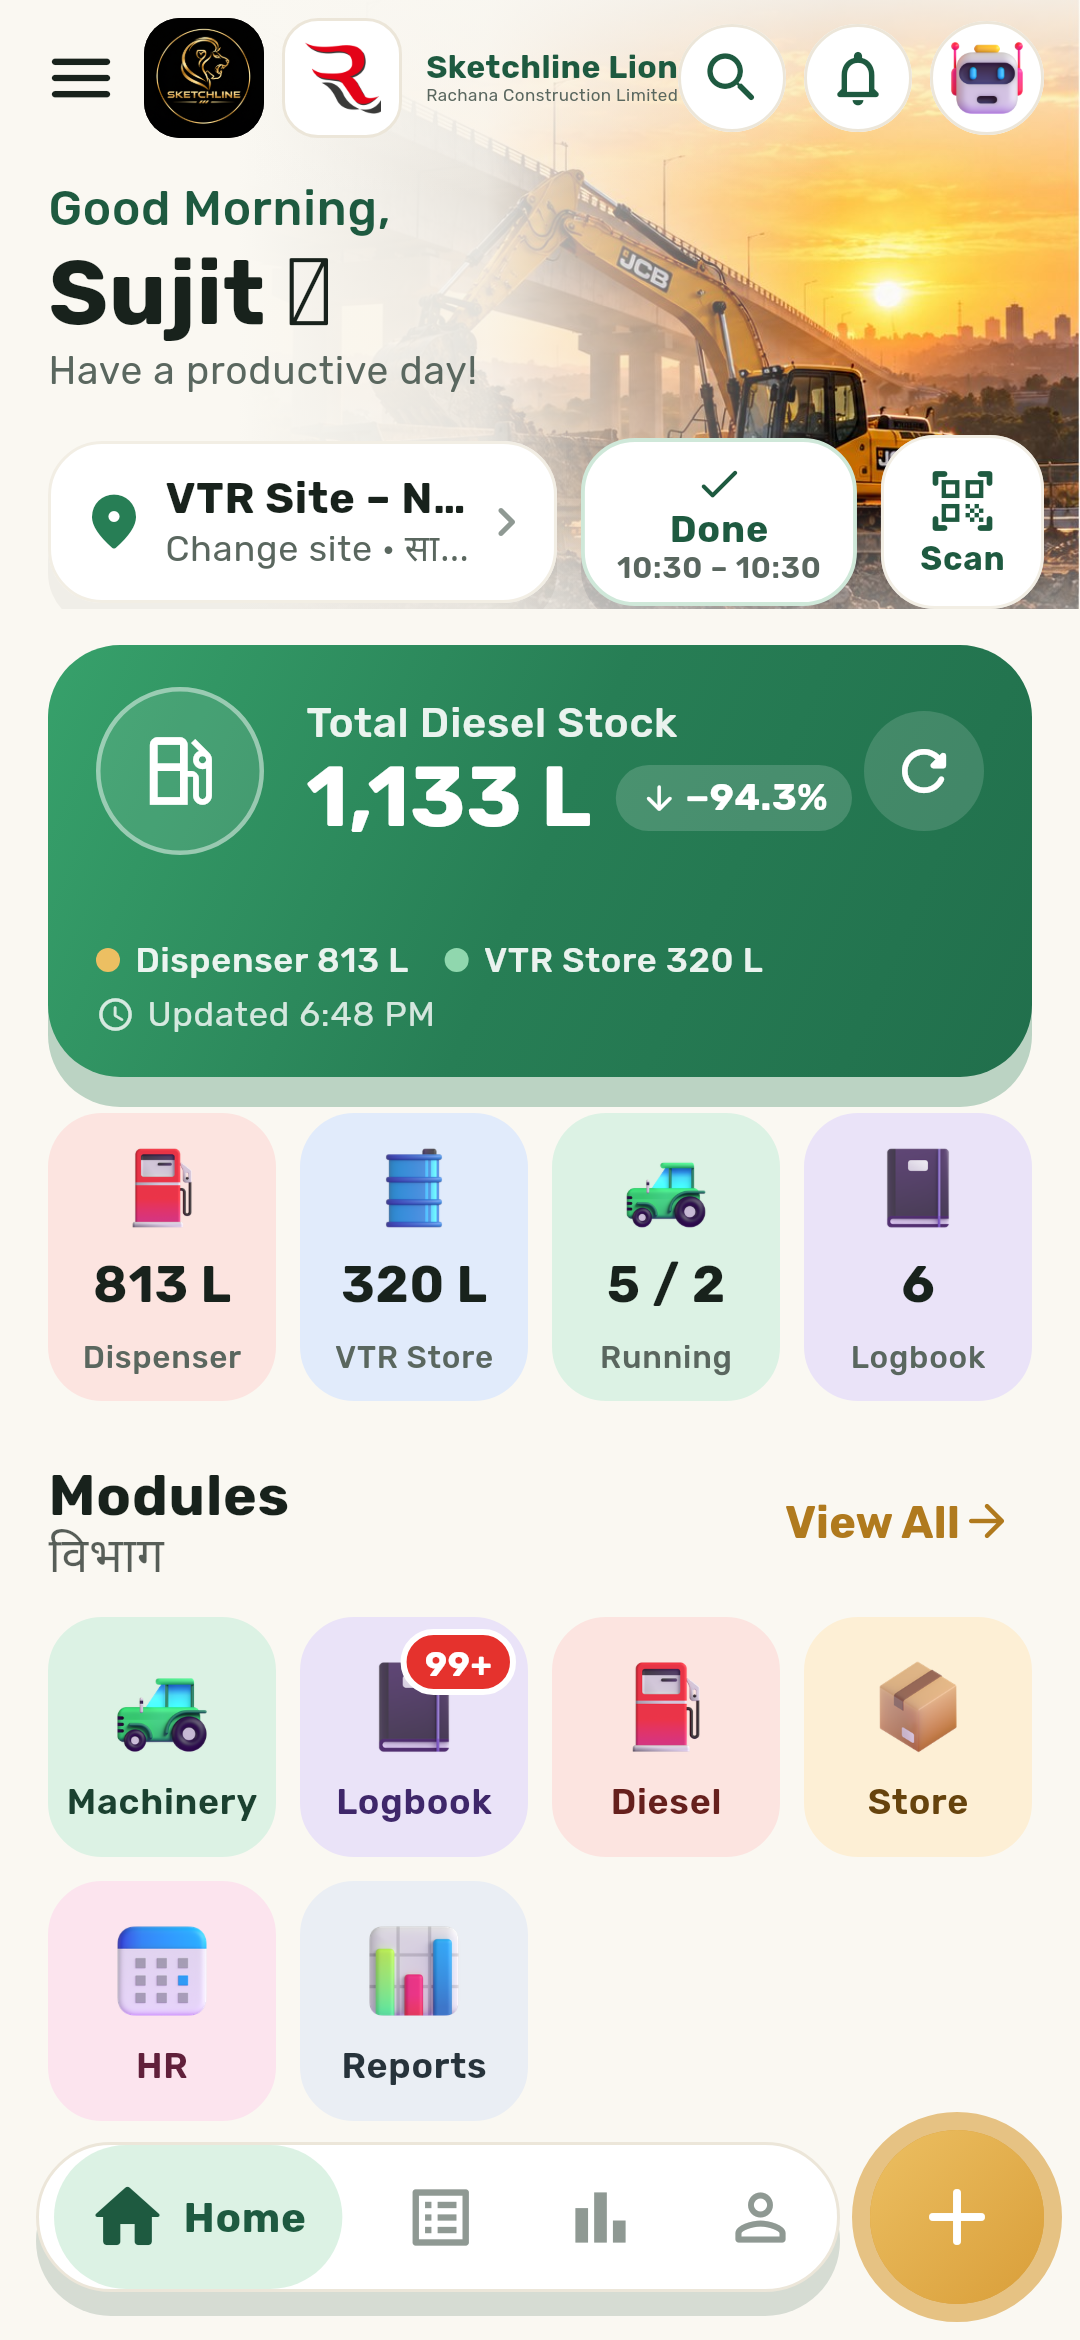 SKETCHLINE
Sketchline Lion
Rachana Construction Limited
Good Morning,
Sujit
Have a productive day!
JCB
VTR Site – N...
Change site • सा...
Done
10:30 – 10:30
Scan
Total Diesel Stock
1,133 L
–94.3%
Dispenser 813 L
VTR Store 320 L
Updated 6:48 PM
813 L
Dispenser
320 L
VTR Store
5 / 2
Running
6
Logbook
Modules
विभाग
View All
Machinery
99+
Logbook
Diesel
Store
HR
Reports
Home